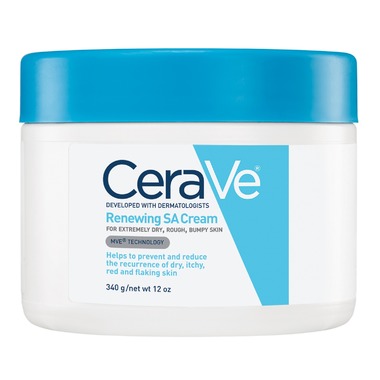 CeraVe®
DEVELOPED WITH DERMATOLOGISTS
Renewing SA Cream
FOR EXTREMELY DRY, ROUGH, BUMPY SKIN
MVE® TECHNOLOGY
Helps to prevent and reduce
the recurrence of dry, itchy,
red and flaking skin
340 g/net wt 12 oz